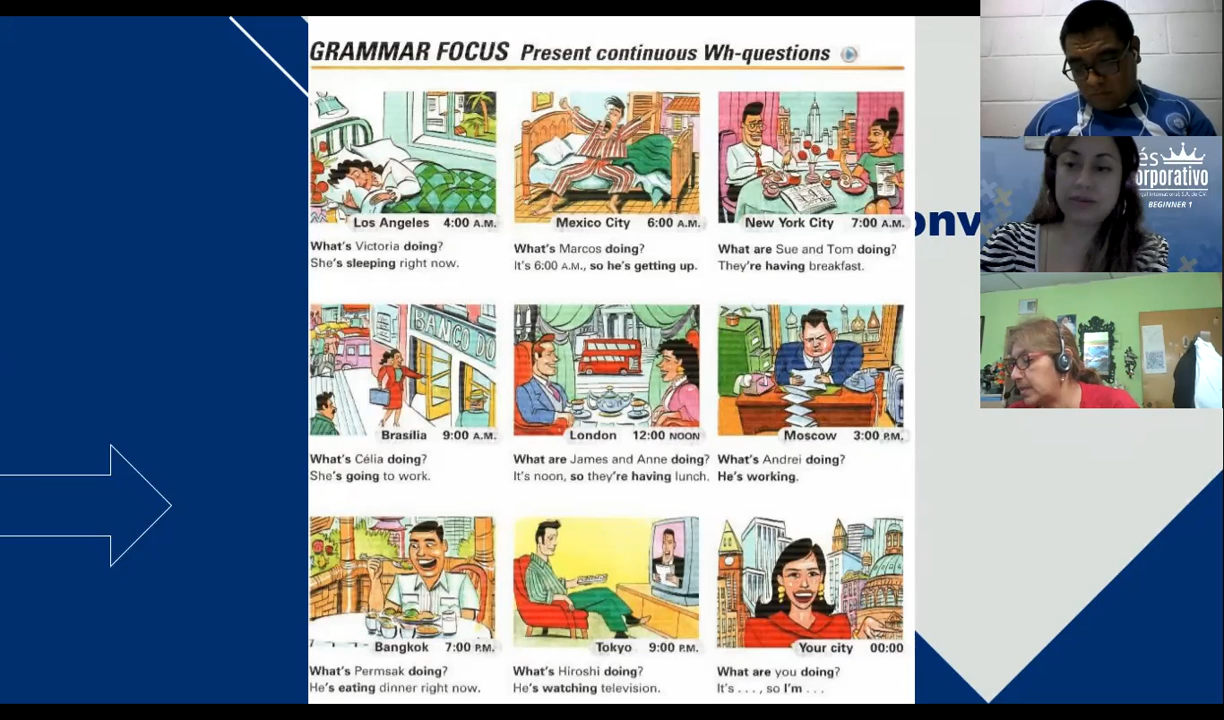 GRAMMAR FOCUS Present continuous Wh-questions
Los Angeles 4:00 A.M.
What's Victoria doing?
She's sleeping right now.
Mexico City 6:00 A.M.
What's Marcos doing?
It's 6:00 A.M., so he's getting up.
New York City 7:00 A.M.
What are Sue and Tom doing?
They're having breakfast.
BANCO DO
Brasília 9:00 A.M.
What's Célia doing?
She's going to work.
London 12:00 NOON
What are James and Anne doing?
It's noon, so they're having lunch.
Moscow 3:00 P.M.
What's Andrei doing?
He's working.
Bangkok 7:00 P.M.
What's Permsak doing?
He's eating dinner right now.
Tokyo 9:00 P.M.
What's Hiroshi doing?
He's watching television.
Your city 00:00
What are you doing?
It's . . . , so I'm . . .
onv
és
orporativo
BEGINNER 1